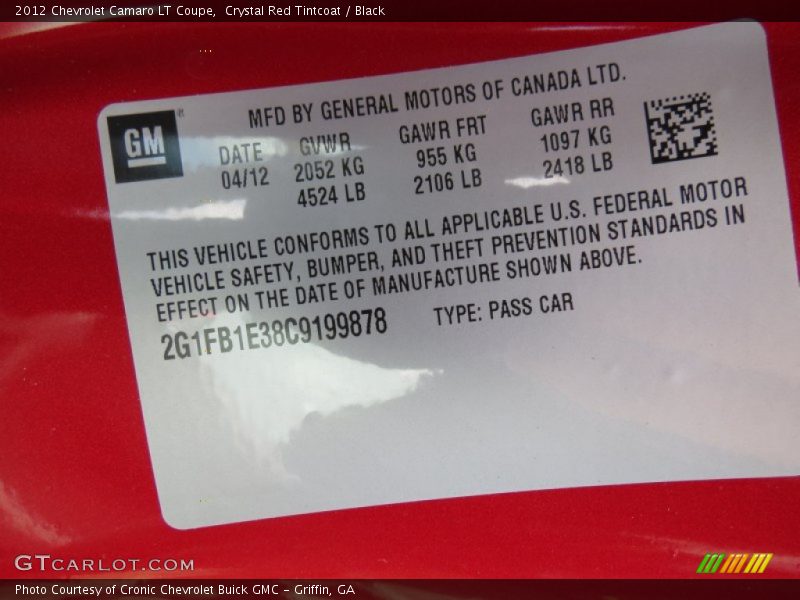 2012 Chevrolet Camaro LT Coupe,  Crystal Red Tintcoat / Black
MFD BY GENERAL MOTORS OF CANADA LTD.
GM
DATE GVWR GAWR FRT GAWR RR
04/12 2052 KG 955 KG 1097 KG
4524 LB 2106 LB 2418 LB
THIS VEHICLE CONFORMS TO ALL APPLICABLE U.S. FEDERAL MOTOR
VEHICLE SAFETY, BUMPER, AND THEFT PREVENTION STANDARDS IN
EFFECT ON THE DATE OF MANUFACTURE SHOWN ABOVE.
2G1FB1E38C9199878 TYPE: PASS CAR
GTCARLOT.COM
Photo Courtesy of Cronic Chevrolet Buick GMC – Griffin, GA